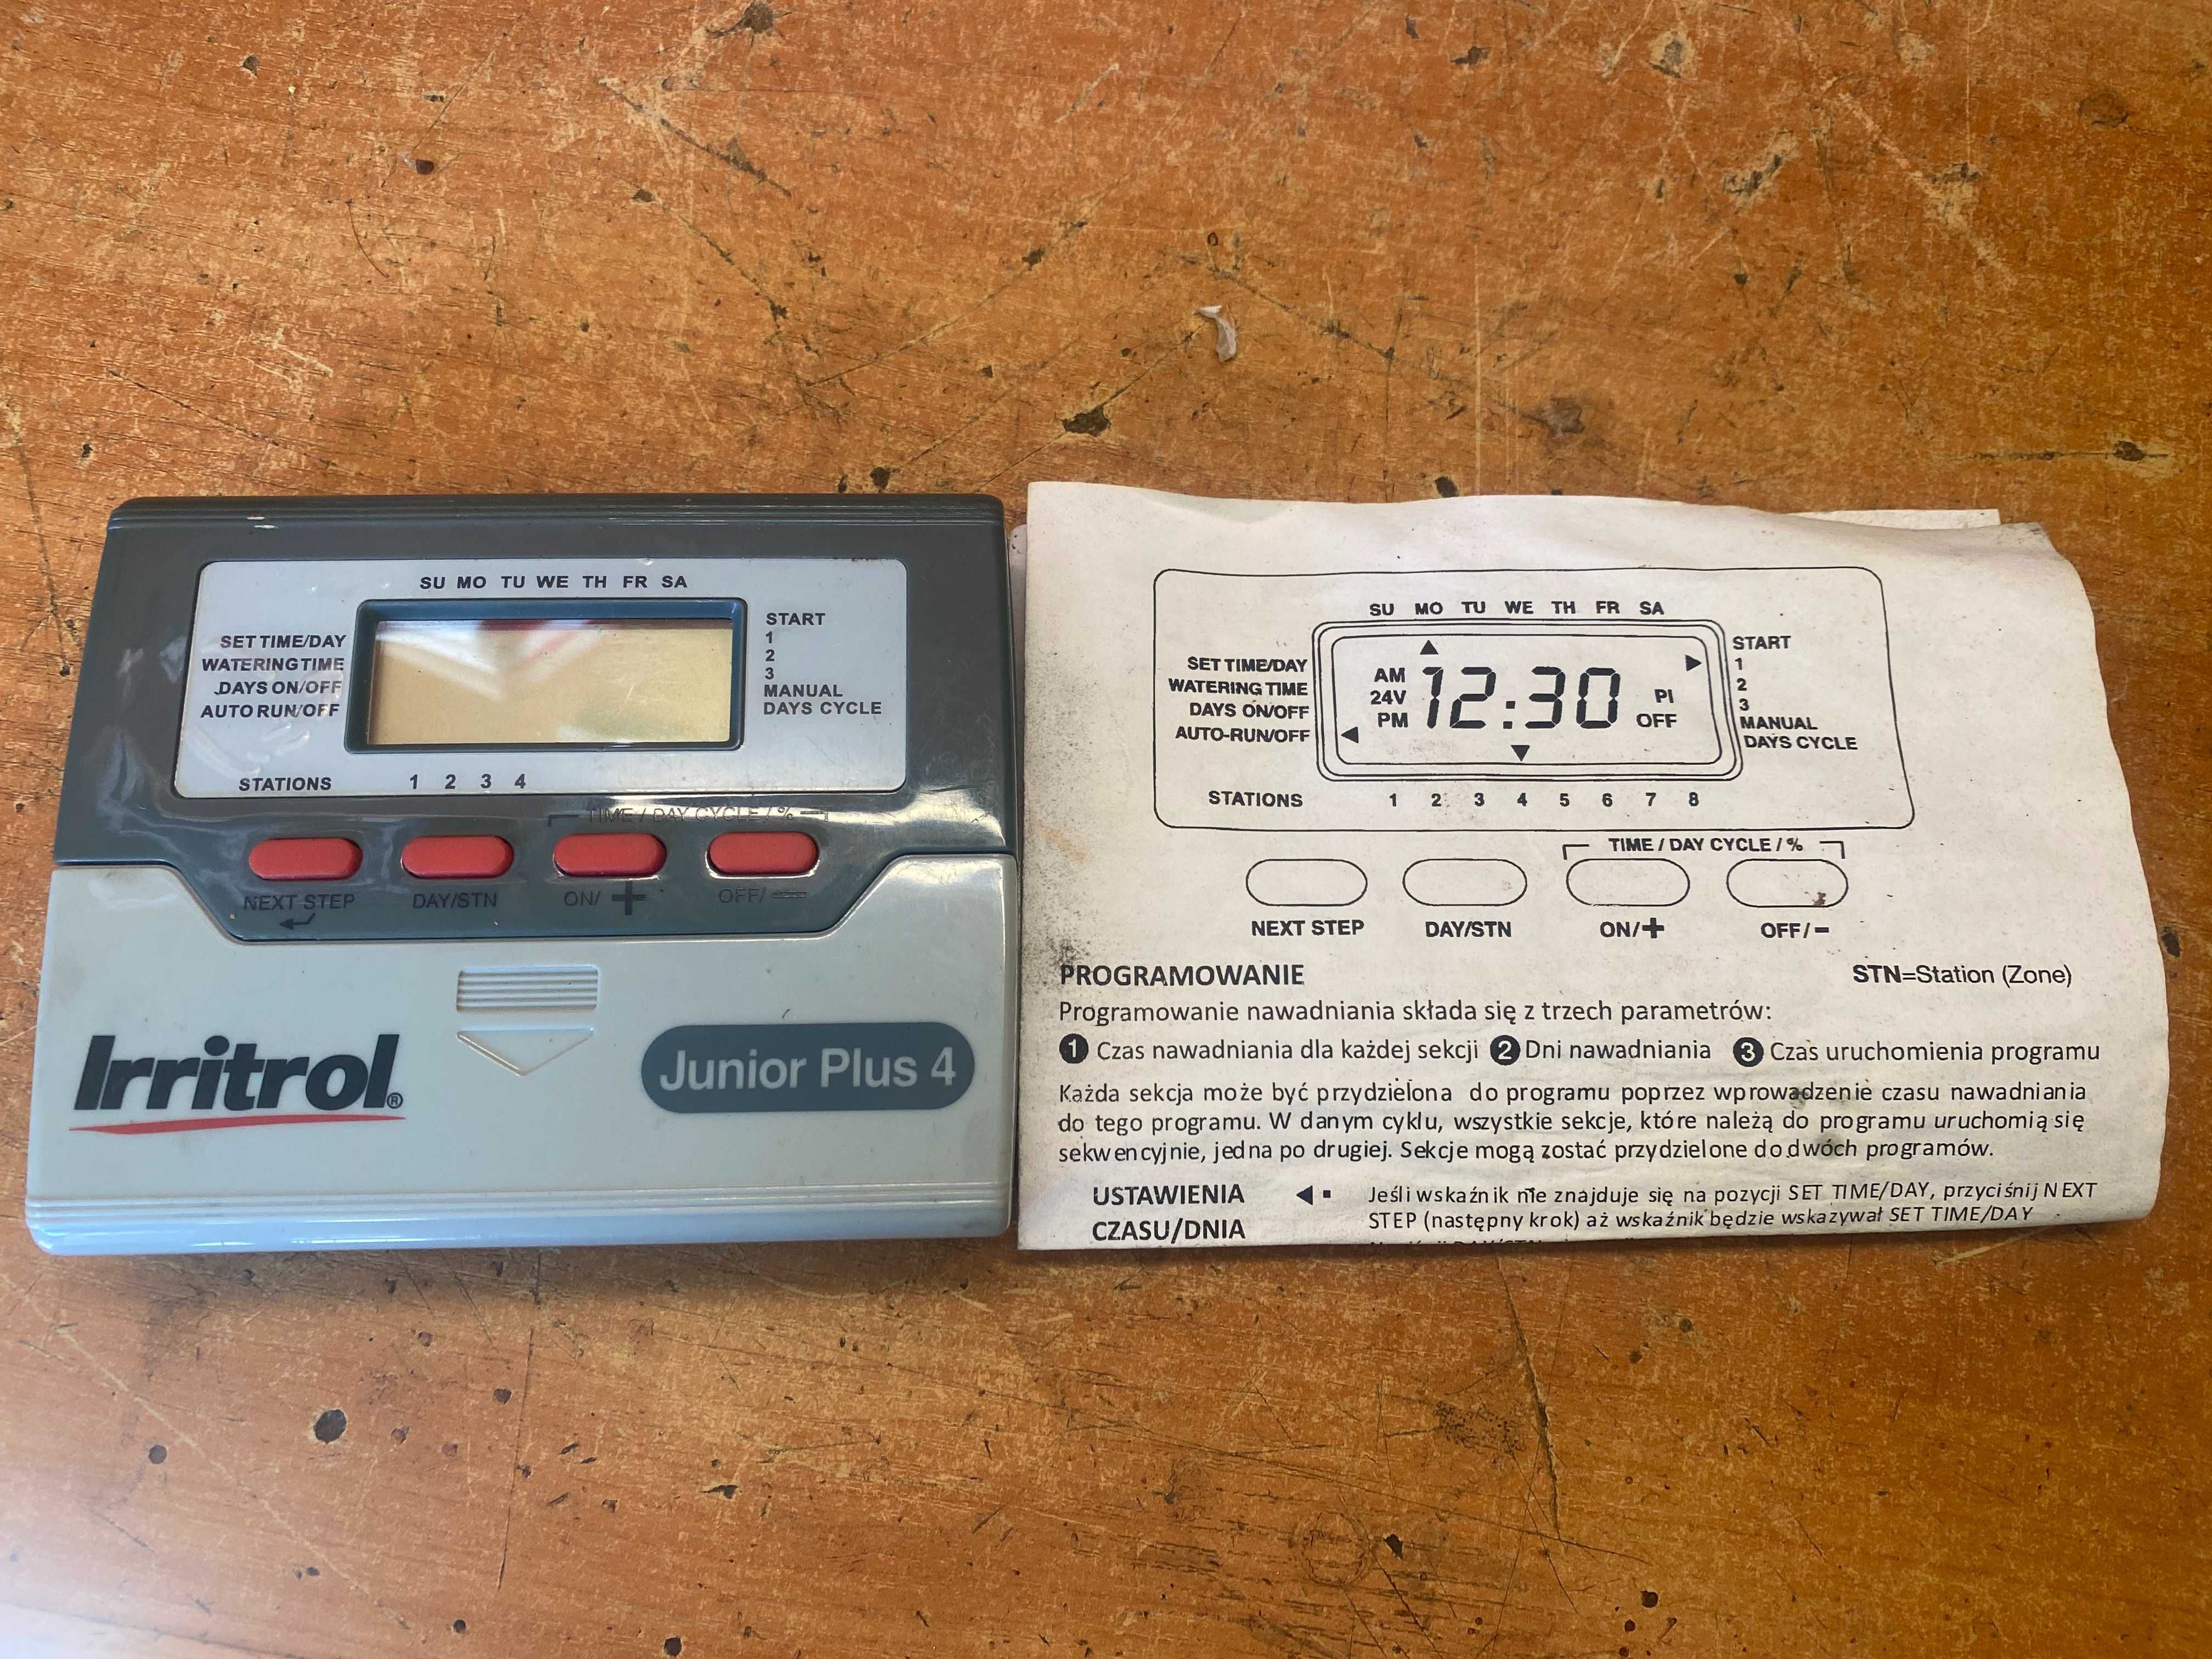 SU MO TU WE TH FR SA
SET TIME/DAY
WATERING TIME
DAYS ON/OFF
AUTO RUN/OFF
START
1
2
3
MANUAL
DAYS CYCLE
STATIONS 1 2 3 4
TIME / DAY CYCLE / %
NEXT STEP DAY/STN ON/+ OFF/−
Irritrol®
Junior Plus 4
SU MO TU WE TH FR SA
SET TIME/DAY
WATERING TIME
DAYS ON/OFF
AUTO-RUN/OFF
AM
24V
PM
12:30
PI
OFF
START
1
2
3
MANUAL
DAYS CYCLE
STATIONS 1 2 3 4 5 6 7 8
TIME / DAY CYCLE / %
NEXT STEP DAY/STN ON/+ OFF/-
PROGRAMOWANIE STN=Station (Zone)
Programowanie nawadniania składa się z trzech parametrów:
1 Czas nawadniania dla każdej sekcji 2 Dni nawadniania 3 Czas uruchomienia programu
Każda sekcja może być przydzielona do programu poprzez wprowadzenie czasu nawadniania
do tego programu. W danym cyklu, wszystkie sekcje, które należą do programu uruchomią się
sekwencyjnie, jedna po drugiej. Sekcje mogą zostać przydzielone do dwóch programów.
USTAWIENIA
CZASU/DNIA
Jeśli wskaźnik nie znajduje się na pozycji SET TIME/DAY, przyciśnij NEXT
STEP (następny krok) aż wskaźnik będzie wskazywał SET TIME/DAY